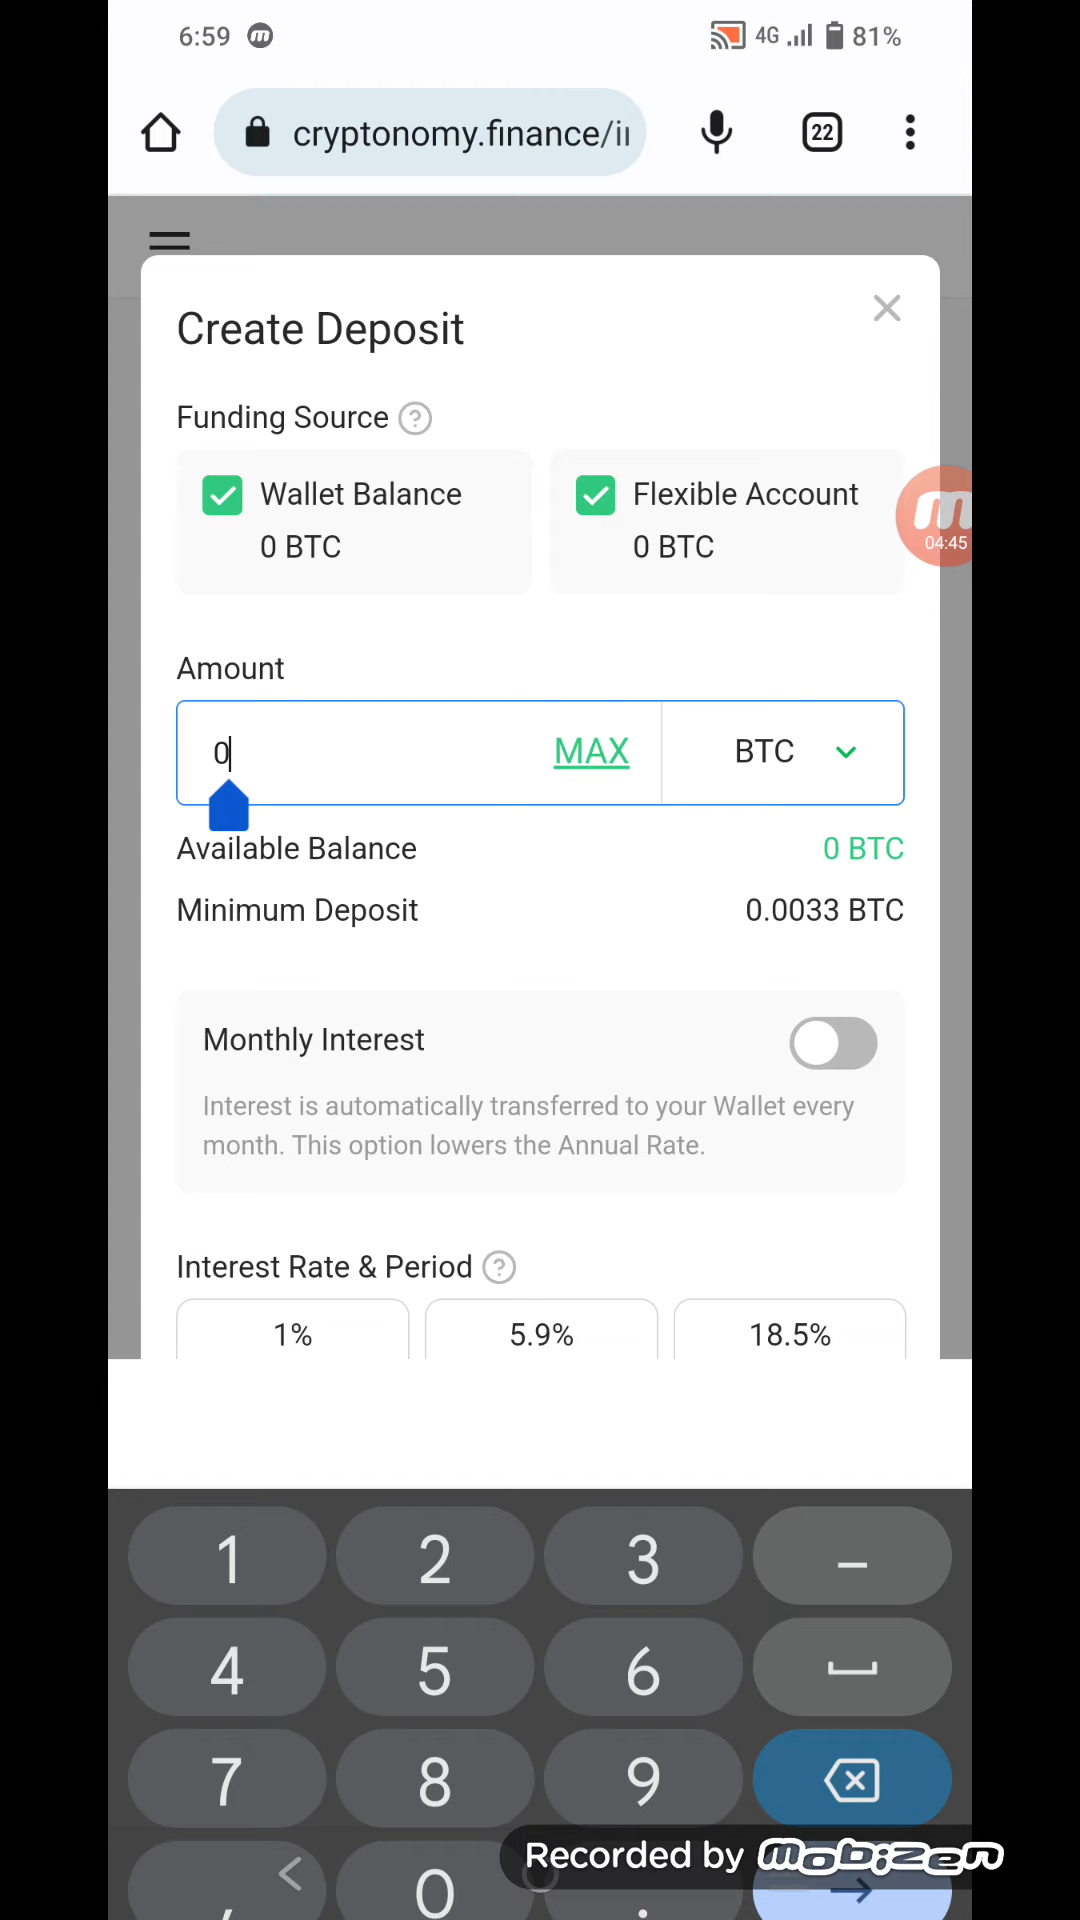 6:59
4G 81%
cryptonomy.finance/i
22
Create Deposit
Funding Source ?
Wallet Balance
0 BTC
Flexible Account
0 BTC
04:45
Amount
0 MAX BTC
Available Balance 0 BTC
Minimum Deposit 0.0033 BTC
Monthly Interest
Interest is automatically transferred to your Wallet every
month. This option lowers the Annual Rate.
Interest Rate & Period ?
1% 5.9% 18.5%
1 2 3 –
4 5 6
7 8 9
Recorded by mobizen
, 0 .